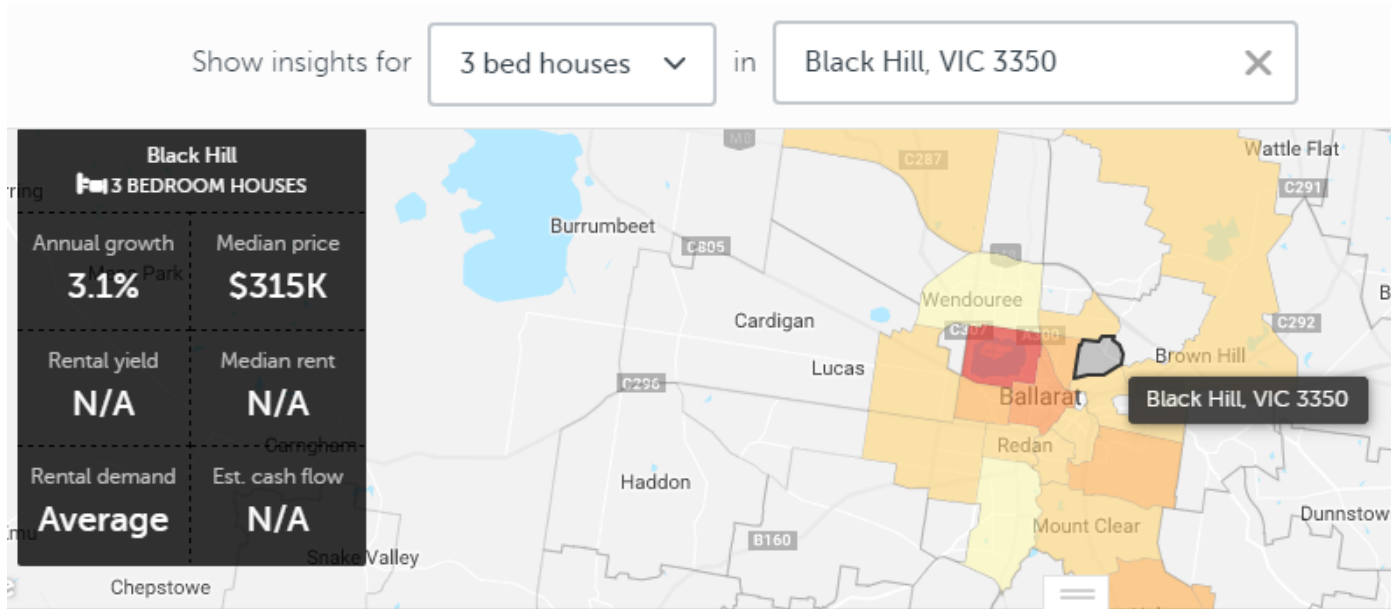 Show insights for
3 bed houses
in
Black Hill, VIC 3350
Black Hill
3 BEDROOM HOUSES
Annual growth
Median price
3.1%
$315K
Rental yield
Median rent
N/A
N/A
Rental demand
Est. cash flow
Average
N/A
Park
Carngham
Snake Valley
Chepstowe
Burrumbeet
C805
Cardigan
Lucas
C296
Haddon
B160
M8
C287
Wattle Flat
C291
Wendouree
C307
A300
C292
Brown Hill
Ballarat
Black Hill, VIC 3350
Redan
Mount Clear
Dunnstow